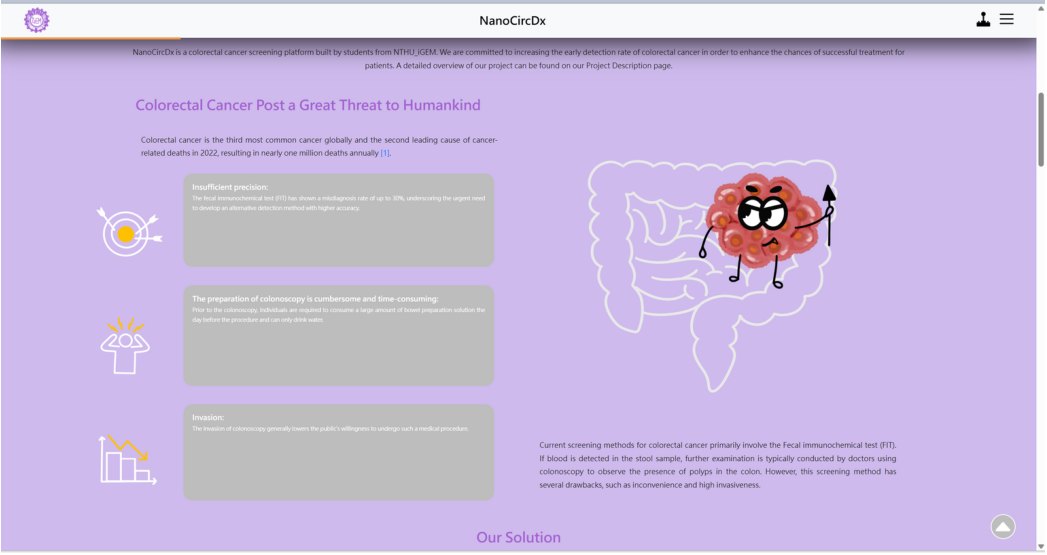 NanoCircDx
NanoCircDx is a colorectal cancer screening platform built by students from NTHU_iGEM. We are committed to increasing the early detection rate of colorectal cancer in order to enhance the chances of successful treatment for
patients. A detailed overview of our project can be found on our Project Description page.
Colorectal Cancer Post a Great Threat to Humankind
Colorectal cancer is the third most common cancer globally and the second leading cause of cancer-
related deaths in 2022, resulting in nearly one million deaths annually [1].
Insufficient precision:
The fecal immunochemical test (FIT) has shown a misdiagnosis rate of up to 30%, underscoring the urgent need
to develop an alternative detection method with higher accuracy.
The preparation of colonoscopy is cumbersome and time-consuming:
Prior to the colonoscopy, individuals are required to consume a large amount of bowel preparation solution the
day before the procedure and can only drink water.
Invasion:
The invasion of colonoscopy generally lowers the public's willingness to undergo such a medical procedure.
Current screening methods for colorectal cancer primarily involve the Fecal immunochemical test (FIT).
If blood is detected in the stool sample, further examination is typically conducted by doctors using
colonoscopy to observe the presence of polyps in the colon. However, this screening method has
several drawbacks, such as inconvenience and high invasiveness.
Our Solution